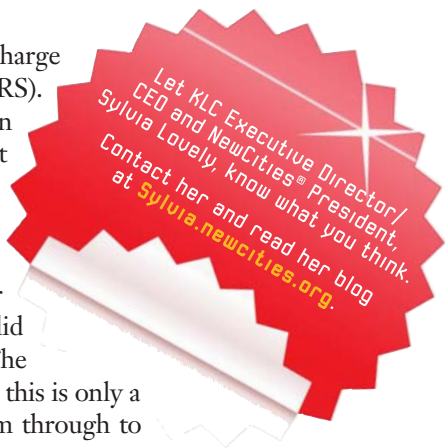 harge
RS).
n
t
.
lid
he
this is only a
m through to
Let KLC Executive Director/
CEO and NewCities® President,
Sylvia Lovely, know what you think.
Contact her and read her blog
at Sylvia.newcities.org.